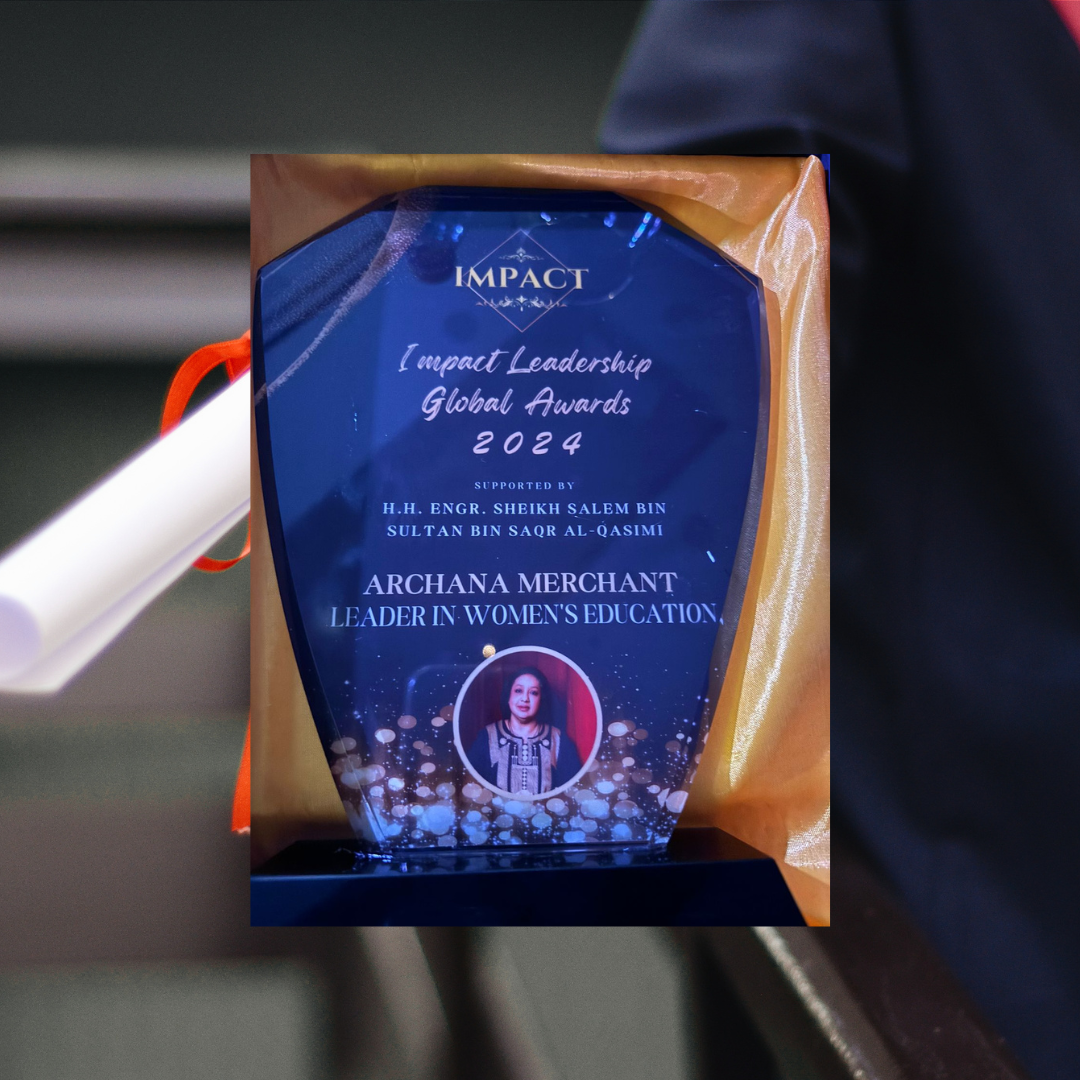 IMPACT
Impact Leadership
Global Awards
2024
SUPPORTED BY
H.H. ENGR. SHEIKH SALEM BIN
SULTAN BIN SAQR AL-QASIMI
ARCHANA MERCHANT
LEADER IN WOMEN'S EDUCATION